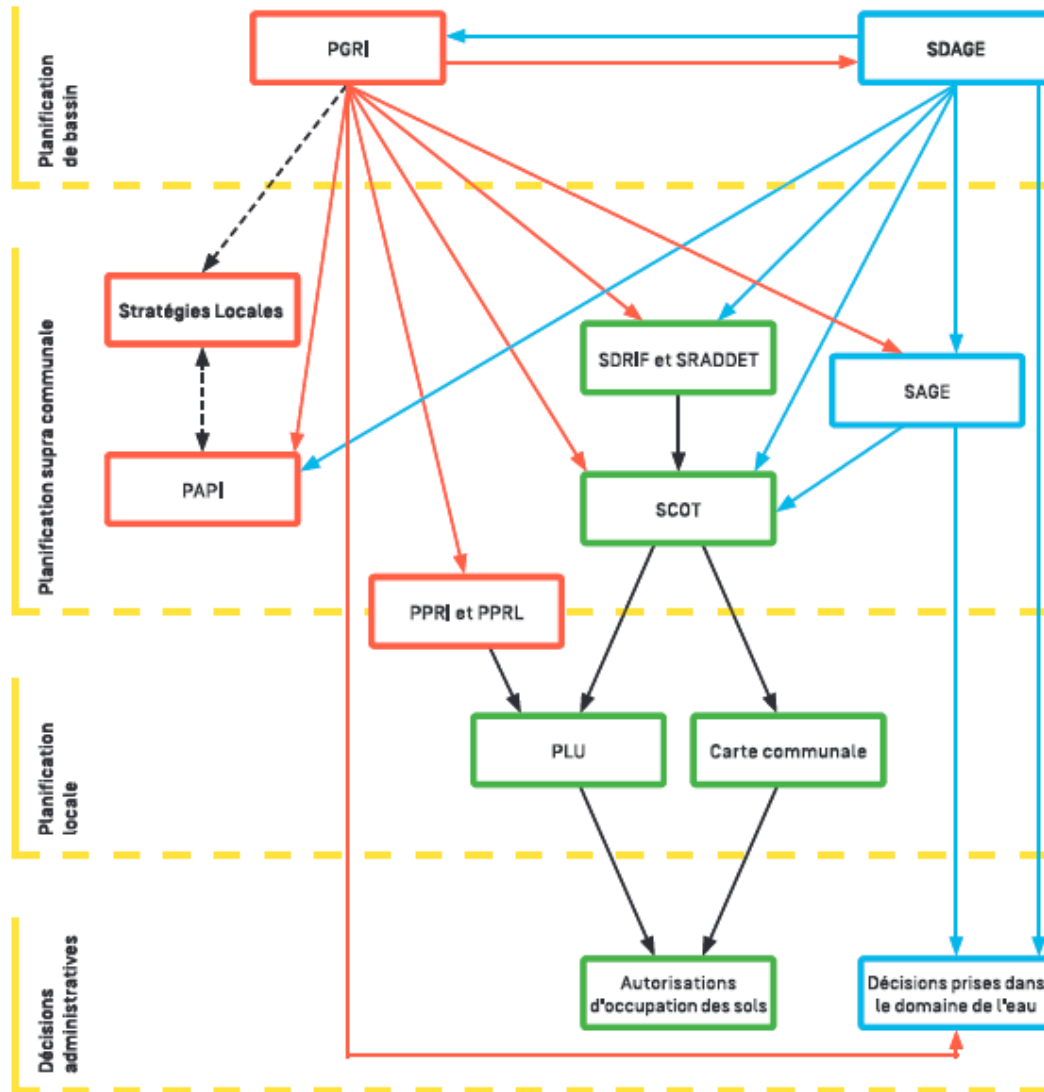 Planification
de bassin
PGRI
SDAGE
Planification supra communale
Stratégies Locales
SDRIF et SRADDET
SAGE
PAPI
SCOT
PPRI et PPRL
Planification
locale
PLU
Carte communale
Décisions
administratives
Autorisations
d'occupation des sols
Décisions prises dans
le domaine de l'eau